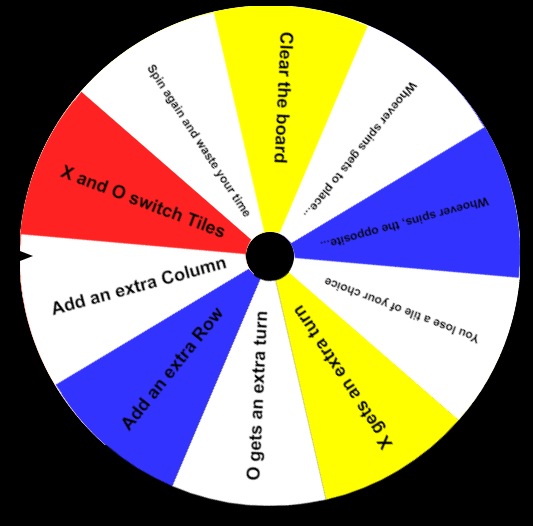 Clear the board
Whoever spins gets to place...
Whoever spins, the opposite...
You lose a tile of your choice
X gets an extra turn
O gets an extra turn
Add an extra Row
Add an extra Column
X and O switch Tiles
Spin again and waste your time